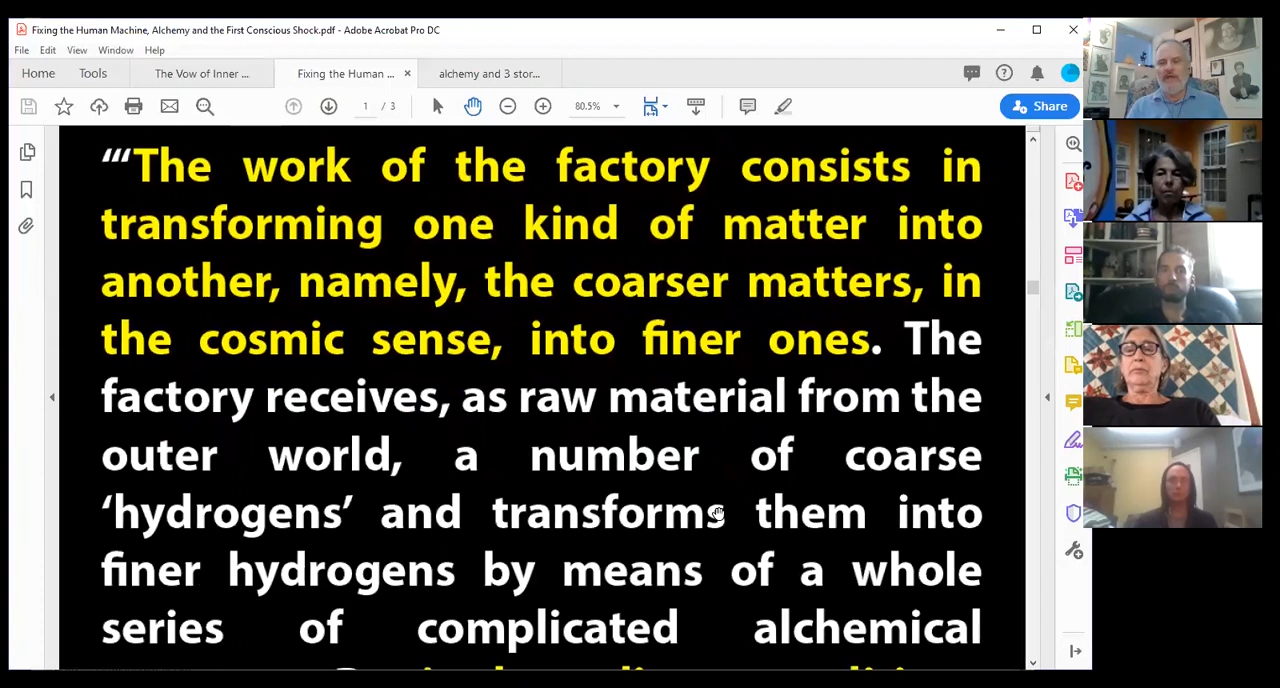 Fixing the Human Machine, Alchemy and the First Conscious Shock.pdf - Adobe Acrobat Pro DC
File Edit View Window Help
Home Tools The Vow of Inner ... Fixing the Human ... × alchemy and 3 stor...
1 / 3 80.5% Share
“‘The work of the factory consists in
transforming one kind of matter into
another, namely, the coarser matters, in
the cosmic sense, into finer ones. The
factory receives, as raw material from the
outer world, a number of coarse
‘hydrogens’ and transforms them into
finer hydrogens by means of a whole
series of complicated alchemical